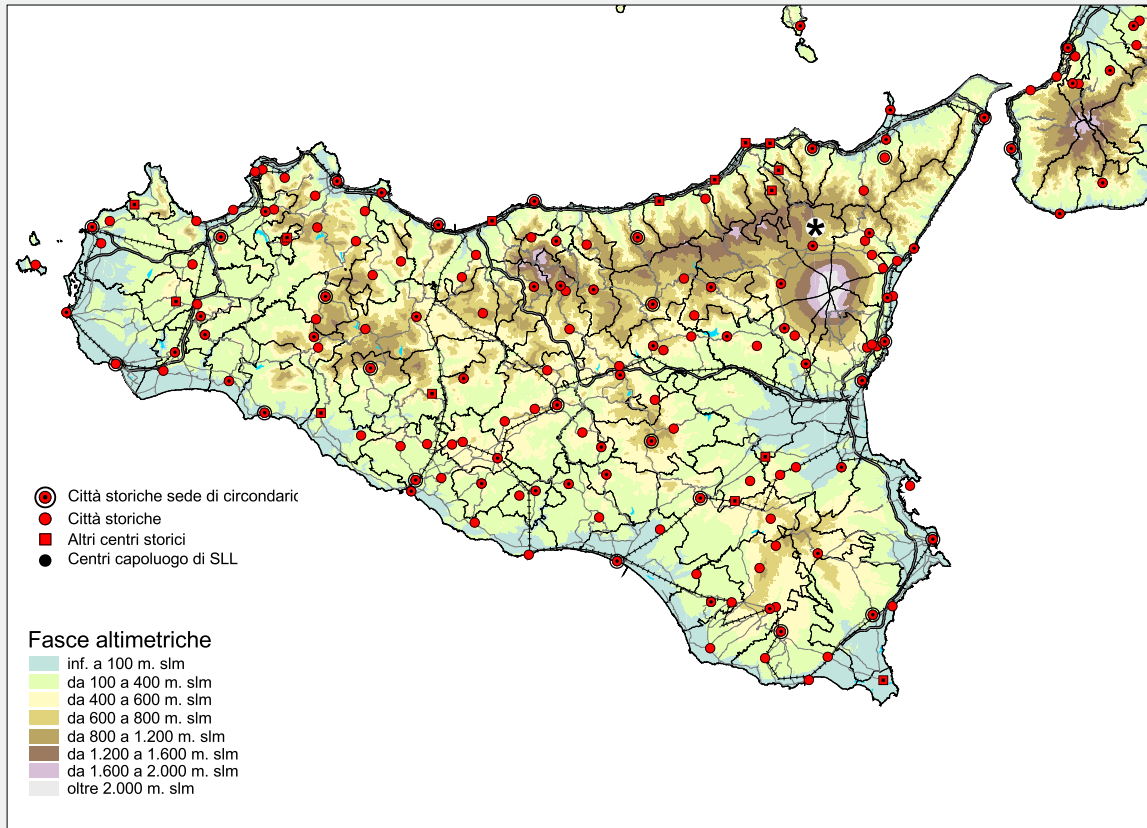 Città storiche sede di circondaric
Città storiche
Altri centri storici
Centri capoluogo di SLL
Fasce altimetriche
inf. a 100 m. slm
da 100 a 400 m. slm
da 400 a 600 m. slm
da 600 a 800 m. slm
da 800 a 1.200 m. slm
da 1.200 a 1.600 m. slm
da 1.600 a 2.000 m. slm
oltre 2.000 m. slm
*